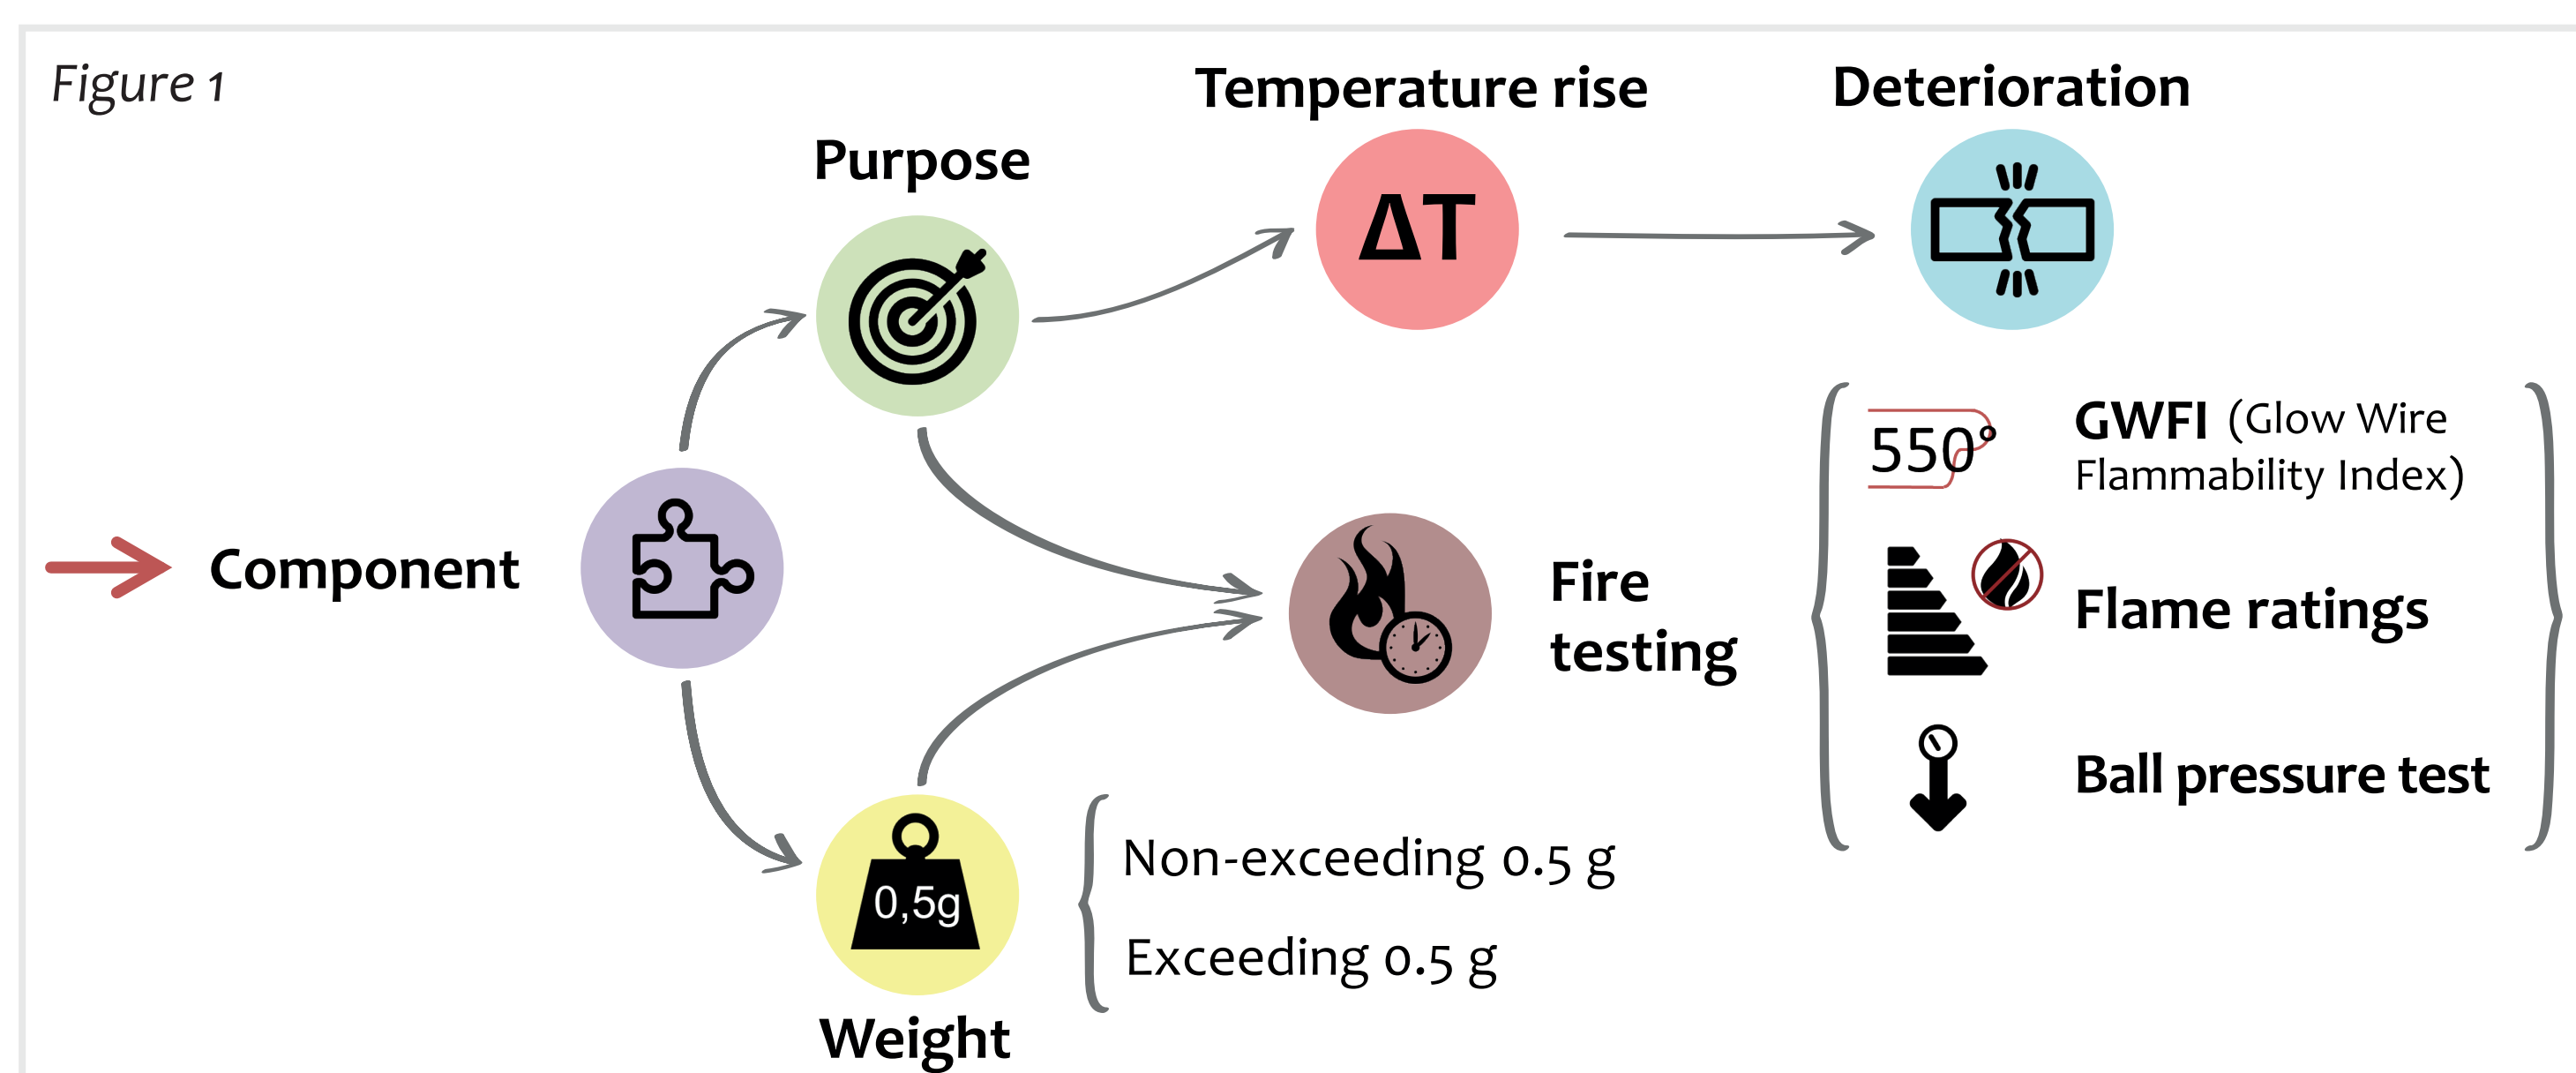 Figure 1
Temperature rise
Deterioration
Purpose
ΔT
550°
GWFI (Glow Wire
Flammability Index)
Component
Fire
testing
Flame ratings
Ball pressure test
0,5g
Non-exceeding 0.5 g
Exceeding 0.5 g
Weight